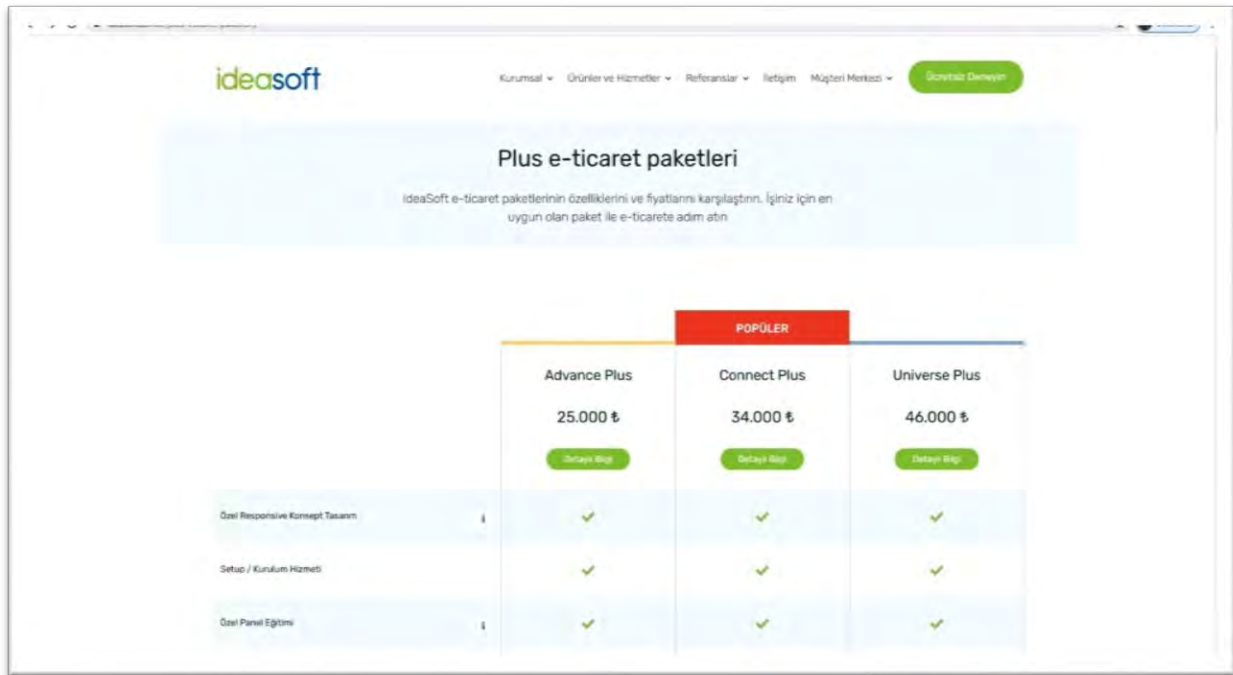 ideasoft
Kurumsal Ürünler ve Hizmetler Referanslar İletişim Müşteri Merkezi Ücretsiz Deneyin
Plus e-ticaret paketleri
IdeaSoft e-ticaret paketlerinin özelliklerini ve fiyatlarını karşılaştırın. İşiniz için en
uygun olan paket ile e-ticarete adım atın
POPÜLER
Advance Plus Connect Plus Universe Plus
25.000 ₺ 34.000 ₺ 46.000 ₺
Detaylı Bilgi Detaylı Bilgi Detaylı Bilgi
Özel Responsive Konsept Tasarım
Setup / Kurulum Hizmeti
Özel Panel Eğitimi